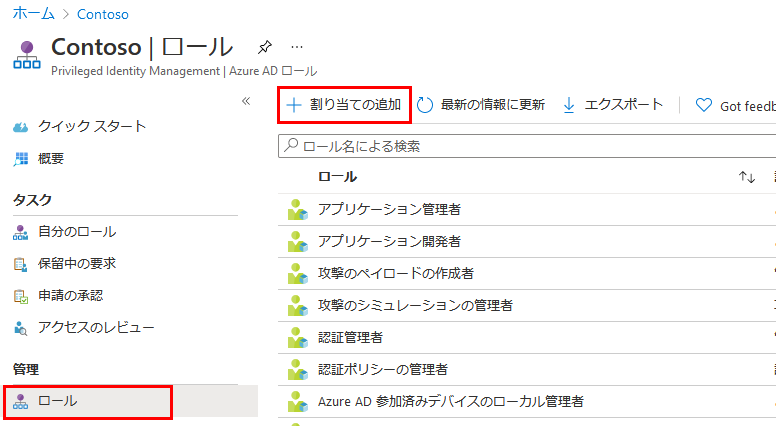 ホーム > Contoso
Contoso | ロール
Privileged Identity Management | Azure AD ロール
クイック スタート
概要
タスク
自分のロール
保留中の要求
申請の承認
アクセスのレビュー
管理
ロール
割り当ての追加 最新の情報に更新 エクスポート Got feedb
ロール名による検索
ロール
アプリケーション管理者
アプリケーション開発者
攻撃のペイロードの作成者
攻撃のシミュレーションの管理者
認証管理者
認証ポリシーの管理者
Azure AD 参加済みデバイスのローカル管理者